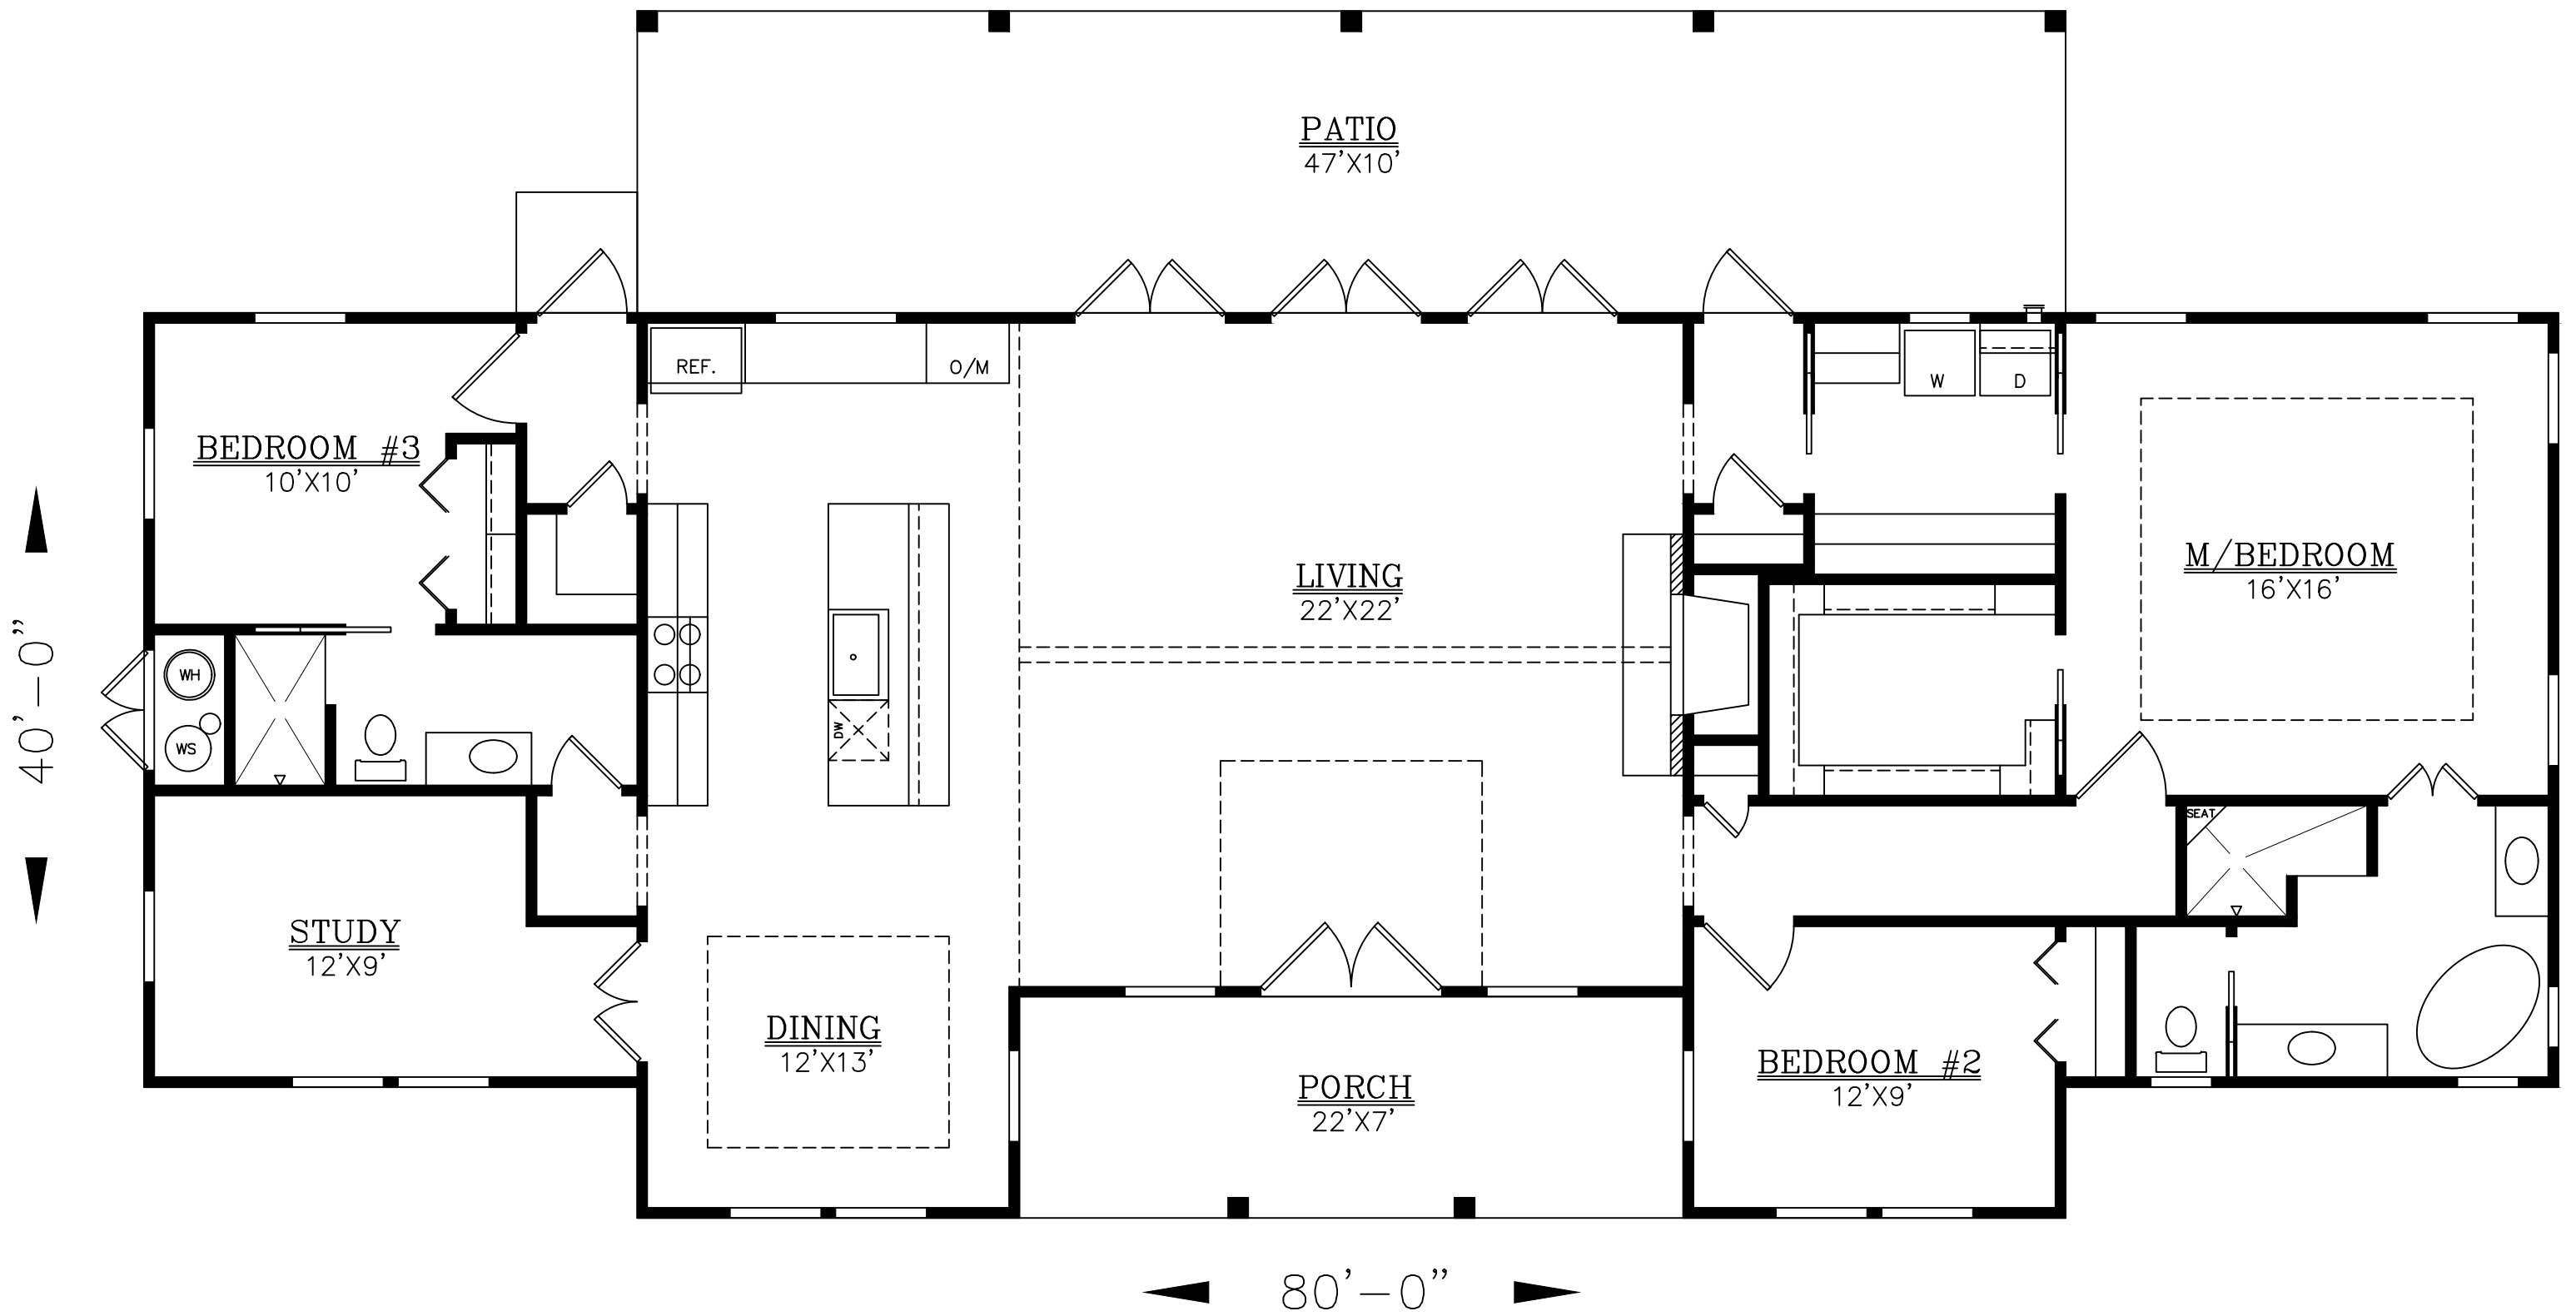 PATIO
47'X10'
REF.
O/M
W
D
BEDROOM #3
10'X10'
LIVING
22'X22'
M/BEDROOM
16'X16'
40'-0"
WH
WS
DW
SEAT
STUDY
12'X9'
DINING
12'X13'
PORCH
22'X7'
BEDROOM #2
12'X9'
80'-0"